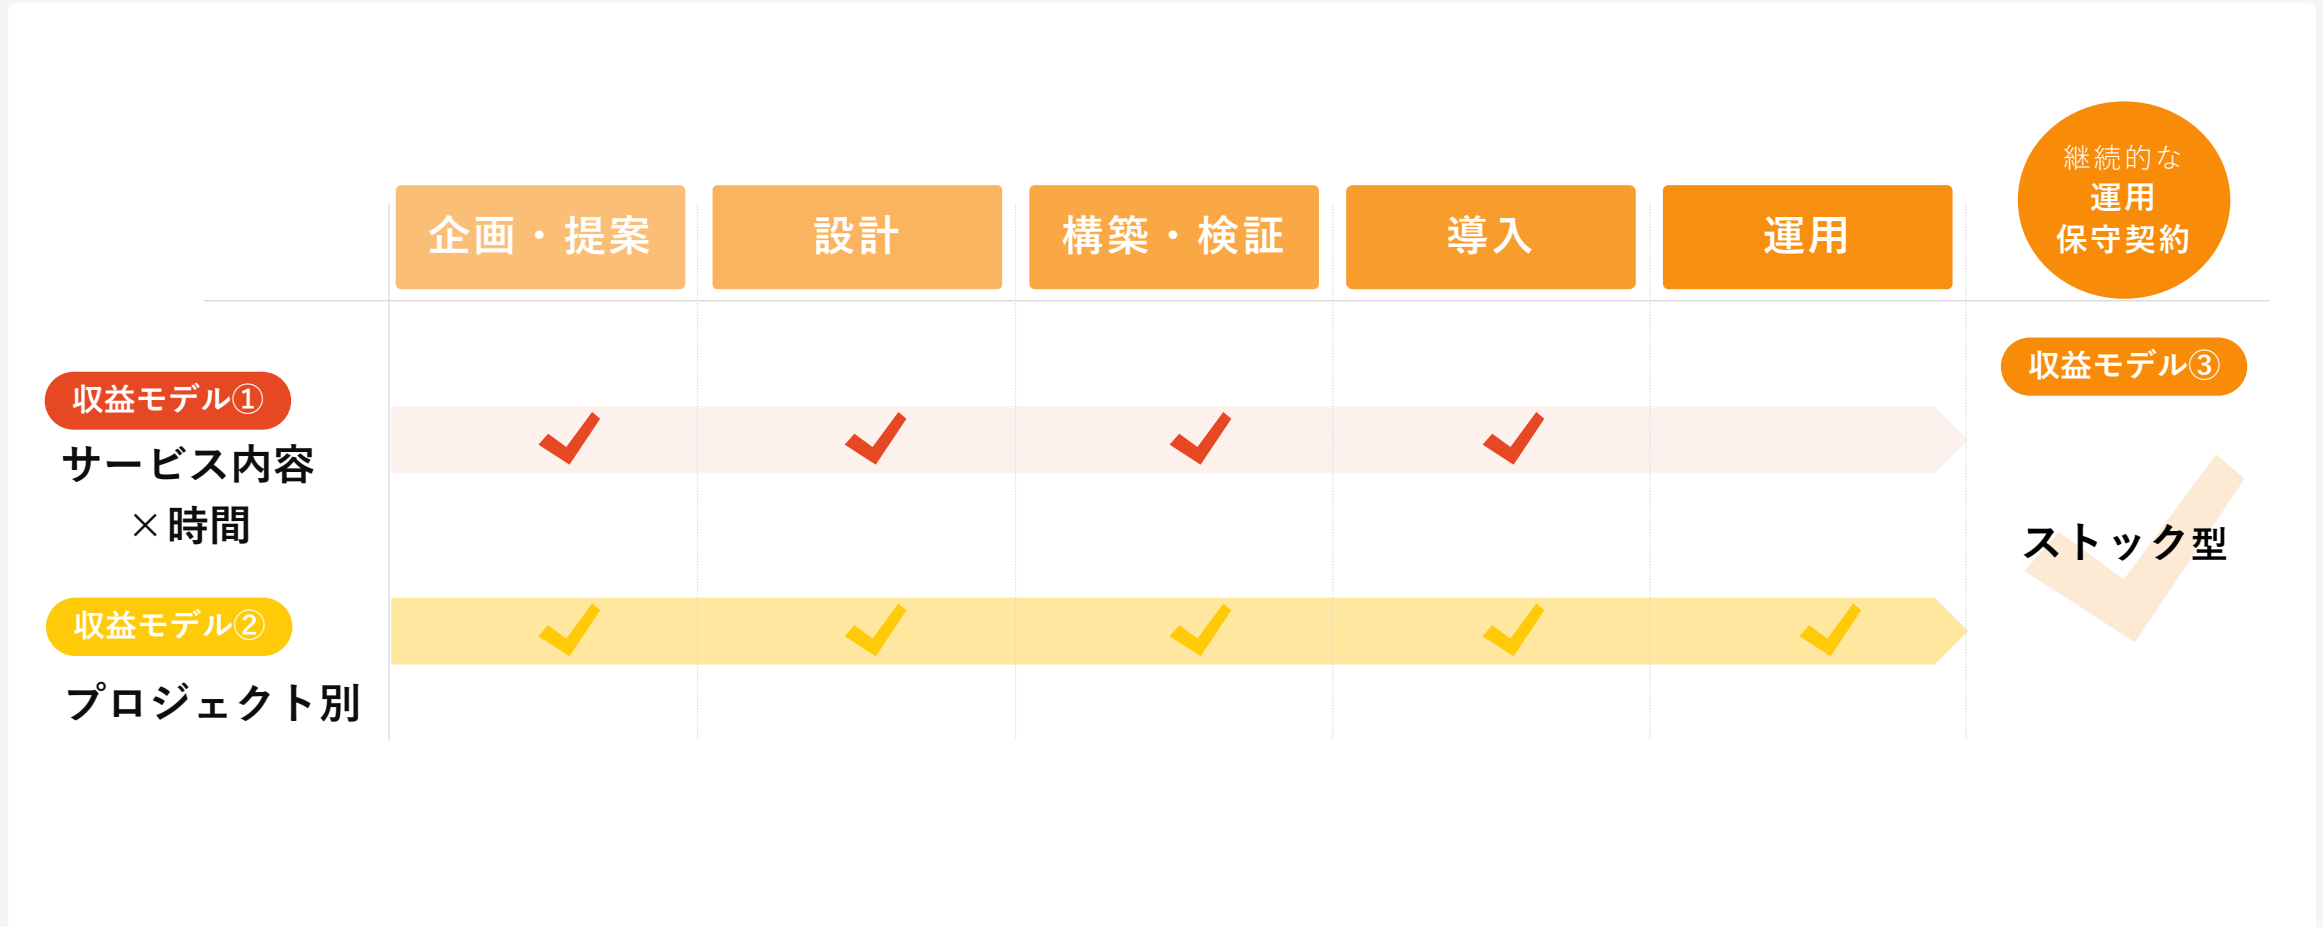 企画・提案
設計
構築・検証
導入
運用
継続的な
運用
保守契約
収益モデル①
サービス内容
×時間
収益モデル②
プロジェクト別
収益モデル③
ストック型